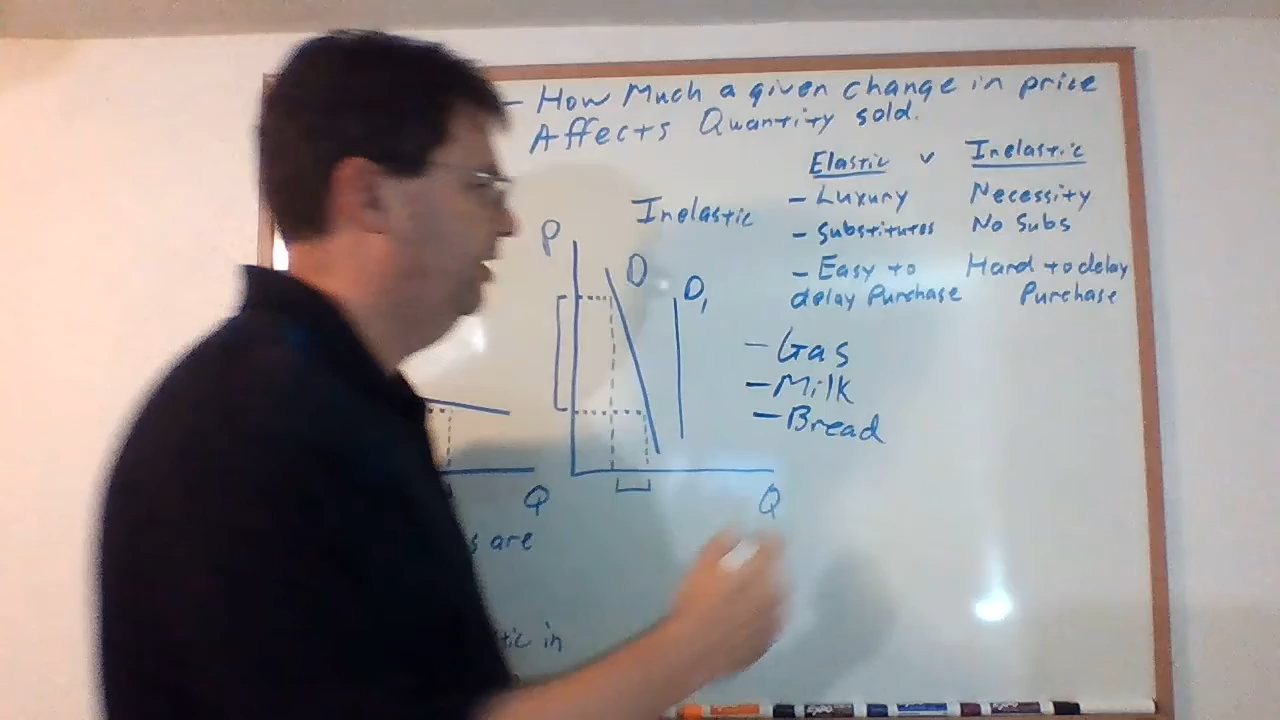 - How Much a given change in price
Affects Quantity sold.
Elastic v Inelastic
- Luxury Necessity
- Substitutes No Subs
- Easy to Hard to delay
delay Purchase Purchase
Inelastic
P
D
D₁
- Gas
- Milk
- Bread
Q
Q
are
in